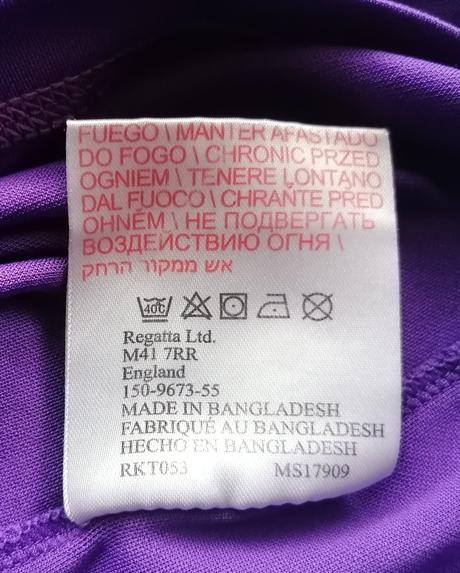 FUEGO \ MANTER AFASTADO
DO FOGO \ CHRONIC PRZED
OGNIEM \ TENERE LONTANO
DAL FUOCO \ CHRAŇTE PŘED
OHNĚM \ НЕ ПОДВЕРГАТЬ
ВОЗДЕЙСТВИЮ ОГНЯ \
אש ממקור הרחק
40C
Regatta Ltd.
M41 7RR
England
150-9673-55
MADE IN BANGLADESH
FABRIQUÉ AU BANGLADESH
HECHO EN BANGLADESH
RKT053 MS17909